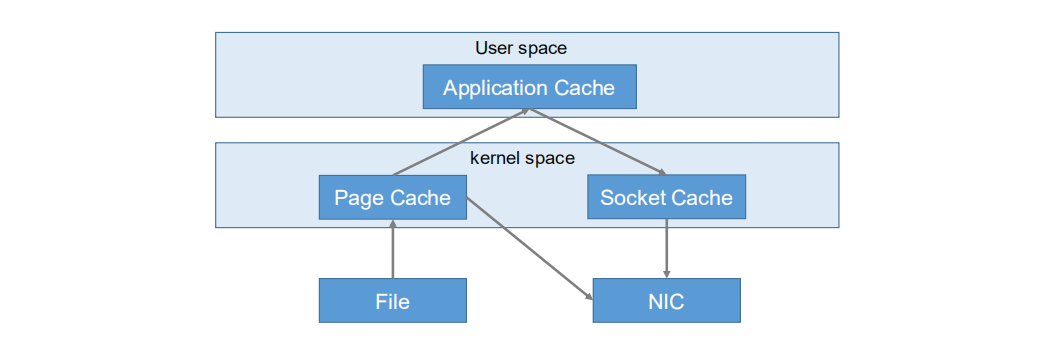 User space
Application Cache
kernel space
Page Cache
Socket Cache
File
NIC